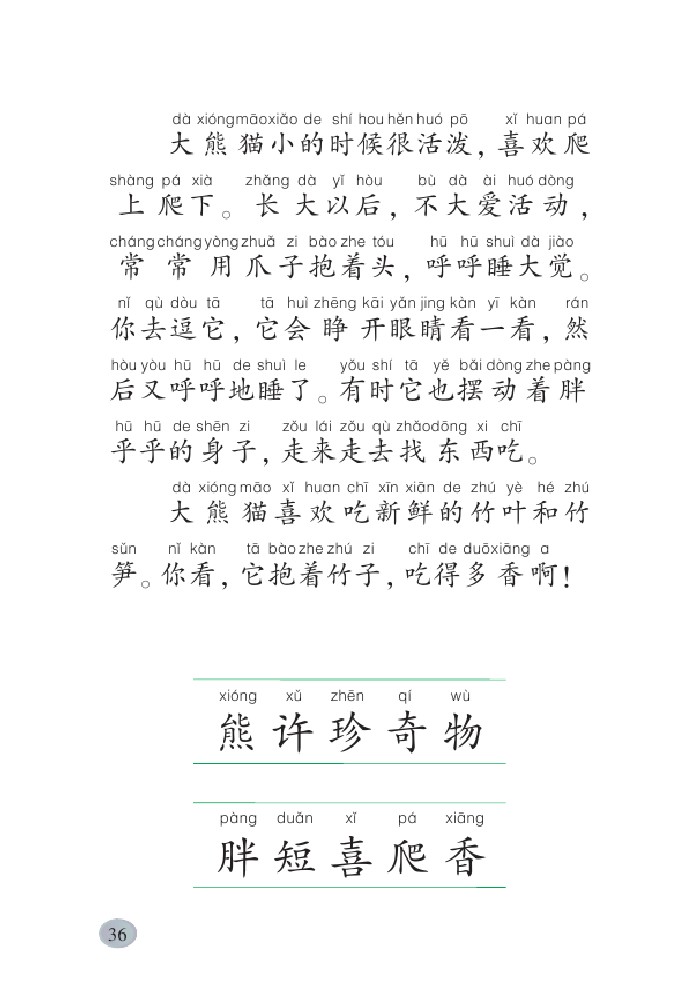 dà xióngmāoxiǎo de shí hou hěn huó pō xǐ huan pá
大熊猫小的时候很活泼，喜欢爬
shàng pá xià zhǎng dà yǐ hòu bù dà ài huó dòng
上爬下。长大以后，不大爱活动，
cháng cháng yòng zhuǎ zi bào zhe tóu hū hū shuì dà jiào
常常用爪子抱着头，呼呼睡大觉。
nǐ qù dòu tā tā huì zhēng kāi yǎn jing kàn yī kàn rán
你去逗它，它会睁开眼睛看一看，然
hòu yòu hū hū de shuì le yǒu shí tā yě bǎi dòng zhe pàng
后又呼呼地睡了。有时它也摆动着胖
hū hū de shēn zi zǒu lái zǒu qù zhǎo dōng xi chī
乎乎的身子，走来走去找东西吃。
dà xióng māo xǐ huan chī xīn xiān de zhú yè hé zhú
大熊猫喜欢吃新鲜的竹叶和竹
sǔn nǐ kàn tā bào zhe zhú zi chī de duō xiāng a
笋。你看，它抱着竹子，吃得多香啊！
xióng xǔ zhēn qí wù
熊许珍奇物
pàng duǎn xǐ pá xiāng
胖短喜爬香
36